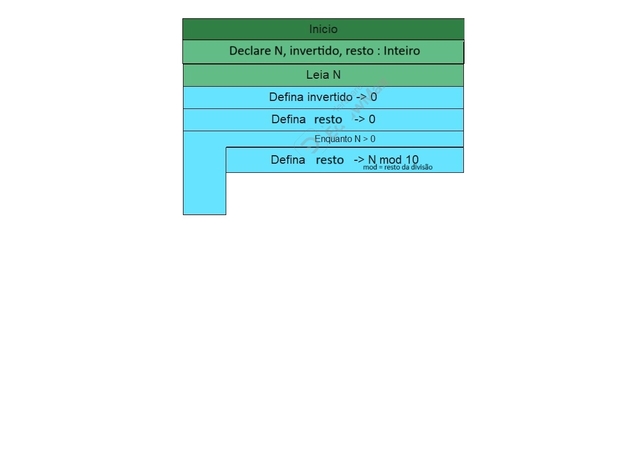 Inicio
Declare N, invertido, resto : Inteiro
Leia N
Defina invertido -> 0
Defina resto -> 0
Enquanto N > 0
Defina resto -> N mod 10
mod = resto da divisão